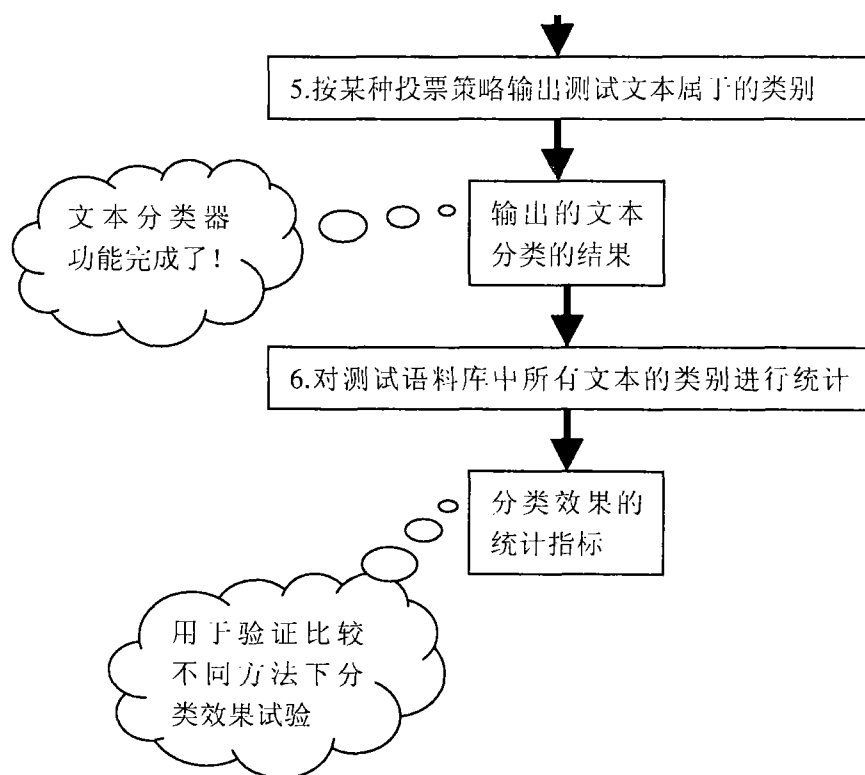 5.按某种投票策略输出测试文本属于的类别
文本分类器
功能完成了!
输出的文本
分类的结果
6.对测试语料库中所有文本的类别进行统计
分类效果的
统计指标
用于验证比较
不同方法下分
类效果试验